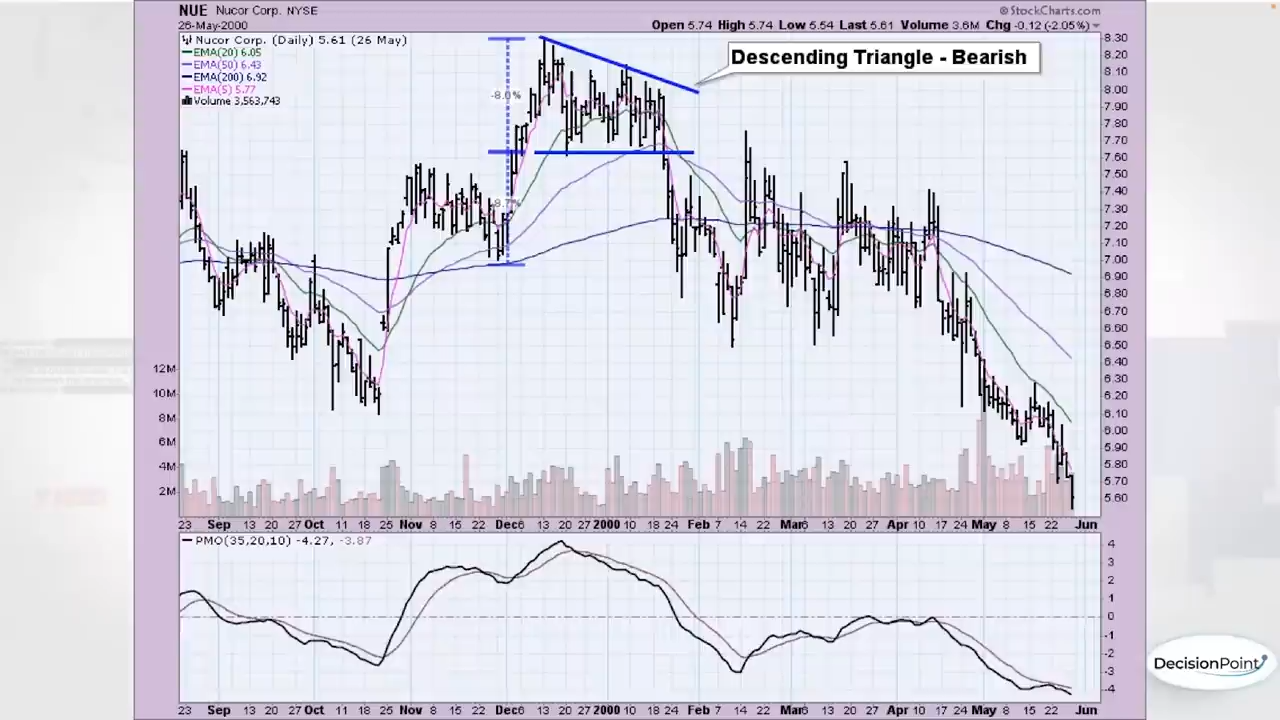 NUE Nucor Corp. NYSE
© StockCharts.com
26-May-2000
Open 5.74 High 5.74 Low 5.54 Last 5.61 Volume 3.6M Chg -0.12 (-2.05%)
Nucor Corp. (Daily) 5.61 (26 May)
EMA(20) 6.05
EMA(50) 6.43
EMA(200) 6.92
EMA(5) 5.77
Volume 3,563,743
Descending Triangle - Bearish
-8.0%
-8.7%
8.30
8.20
8.10
8.00
7.90
7.80
7.70
7.60
7.50
7.40
7.30
7.20
7.10
7.00
6.90
6.80
6.70
6.60
6.50
6.40
6.30
6.20
6.10
6.00
5.90
5.80
5.70
5.60
12M
10M
8M
6M
4M
2M
23 Sep 13 20 27 Oct 11 18 25 Nov 8 15 22 Dec6 13 20 27 2000 10 18 24 Feb 7 14 22 Mar6 13 20 27 Apr 10 17 24 May 8 15 22 Jun
PMO(35,20,10) -4.27, -3.87
4
3
2
1
0
-1
-2
-3
-4
23 Sep 13 20 27 Oct 11 18 25 Nov 8 15 22 Dec6 13 20 27 2000 10 18 24 Feb 7 14 22 Mar6 13 20 27 Apr 10 17 24 May 8 15 22 Jun
DecisionPoint